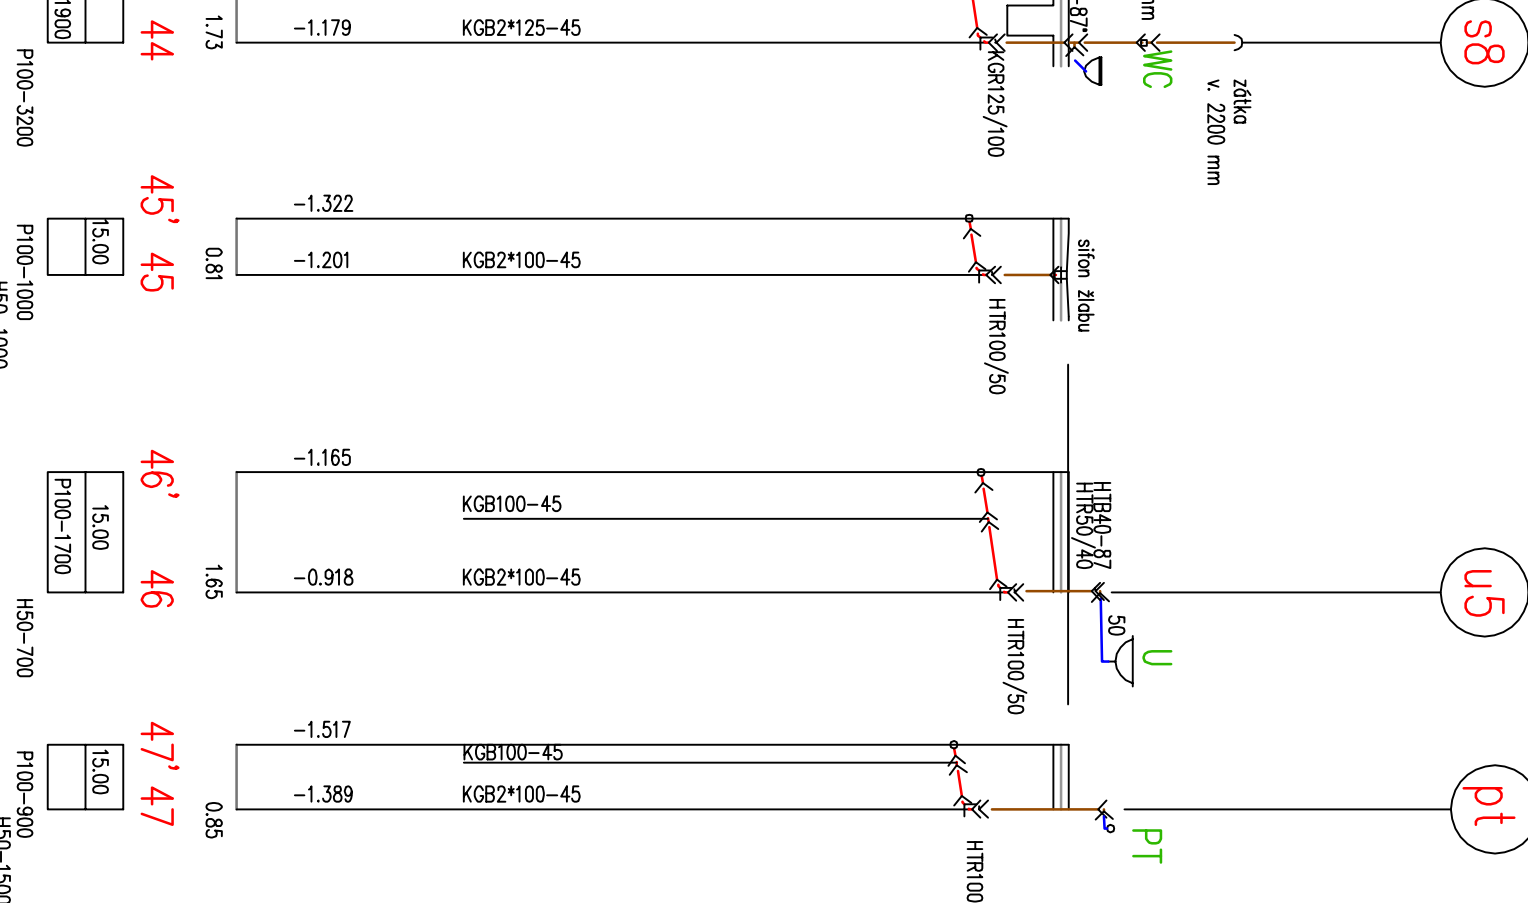 1900
44
1.73
-1.179
KGB2*125-45
-87°
mm
s8
P100-3200
KGR125/100
WC
zátka
v. 2200 mm
45'
-1.322
15.00
45
0.81
-1.201
KGB2*100-45
sifon žlabu
P100-1000
HTR100/50
46'
-1.165
KGB100-45
HTB40-87
HTR50/40
15.00
P100-1700
46
1.65
-0.918
KGB2*100-45
u5
H50-700
HTR100/50
50
U
47'
-1.517
KGB100-45
15.00
47
0.85
-1.389
KGB2*100-45
pt
P100-900
H50-1500
HTR100
PT